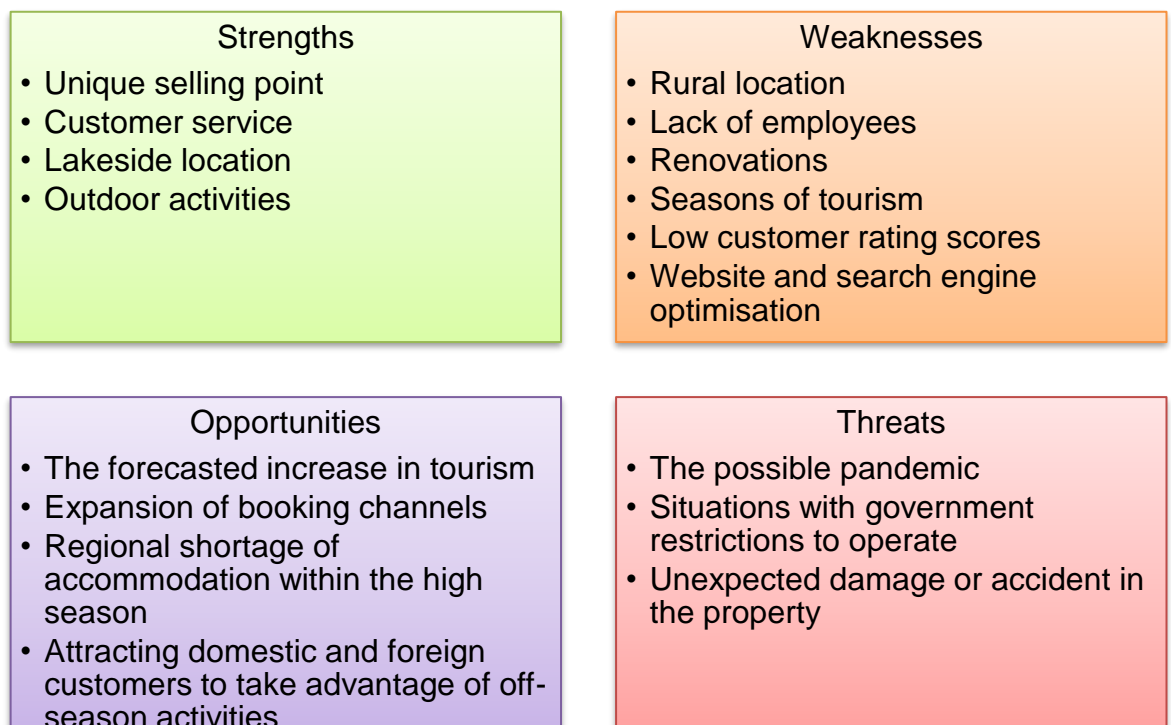 Strengths
• Unique selling point
• Customer service
• Lakeside location
• Outdoor activities
Weaknesses
• Rural location
• Lack of employees
• Renovations
• Seasons of tourism
• Low customer rating scores
• Website and search engine
optimisation
Opportunities
• The forecasted increase in tourism
• Expansion of booking channels
• Regional shortage of
accommodation within the high
season
• Attracting domestic and foreign
customers to take advantage of off-
season activities
Threats
• The possible pandemic
• Situations with government
restrictions to operate
• Unexpected damage or accident in
the property